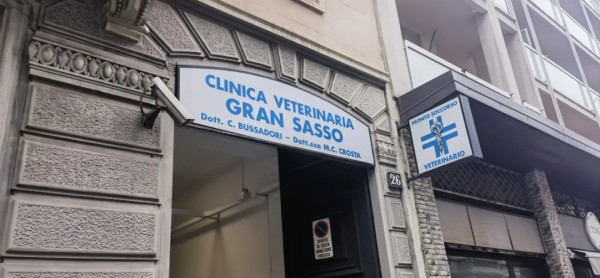 CLINICA VETERINARIA
GRAN SASSO
Dott. C. BUSSADORI - Dott.ssa M.C. CROSTA
PRONTO SOCCORSO
VETERINARIO
26